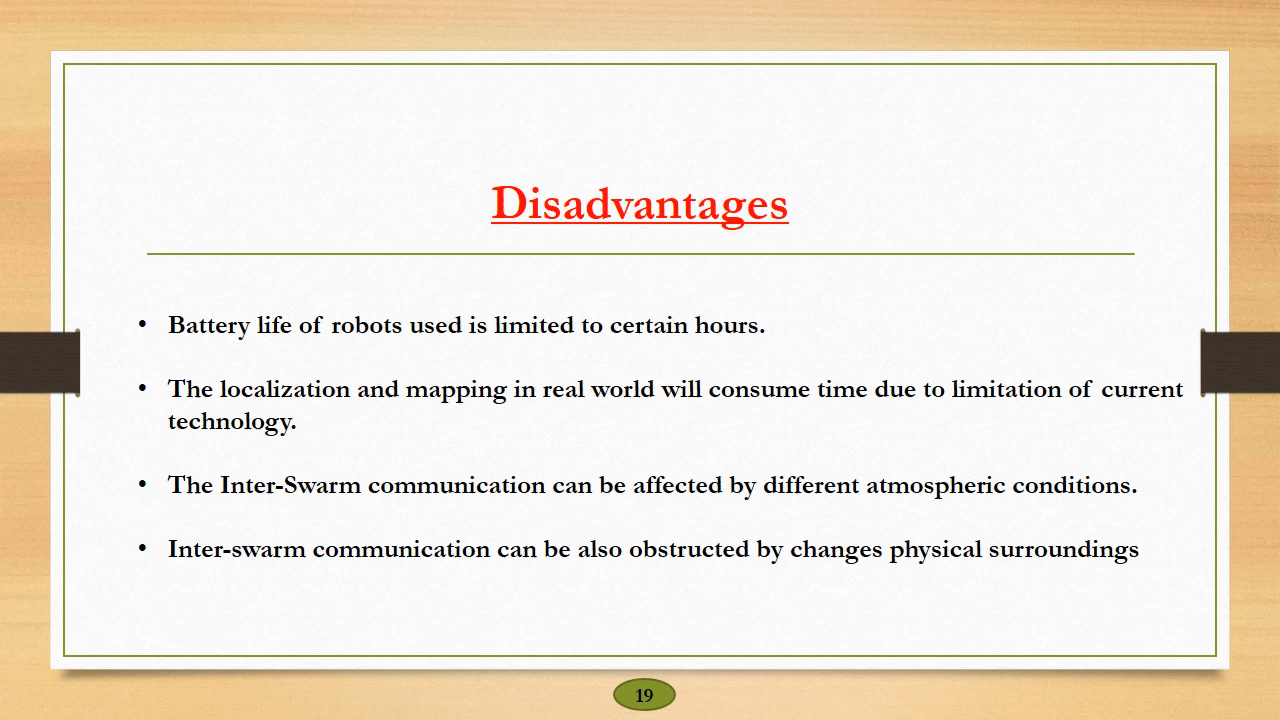 Disadvantages
• Battery life of robots used is limited to certain hours.
• The localization and mapping in real world will consume time due to limitation of current
technology.
• The Inter-Swarm communication can be affected by different atmospheric conditions.
• Inter-swarm communication can be also obstructed by changes physical surroundings
19